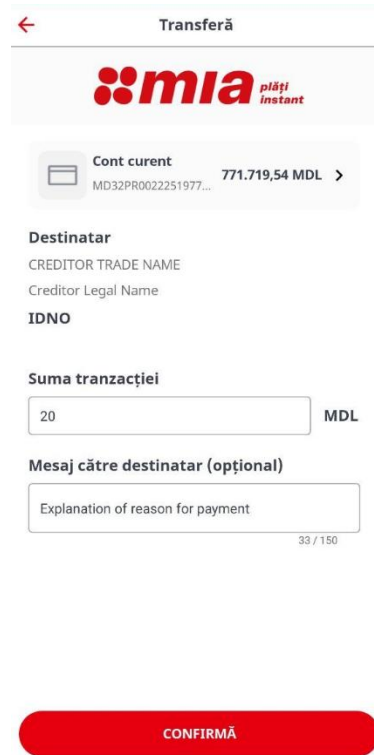 Transferă
mia plăți
instant
Cont curent
MD32PR0022251977...
771.719,54 MDL
Destinatar
CREDITOR TRADE NAME
Creditor Legal Name
IDNO
Suma tranzacției
20 MDL
Mesaj către destinatar (opțional)
Explanation of reason for payment
33 / 150
CONFIRMĂ